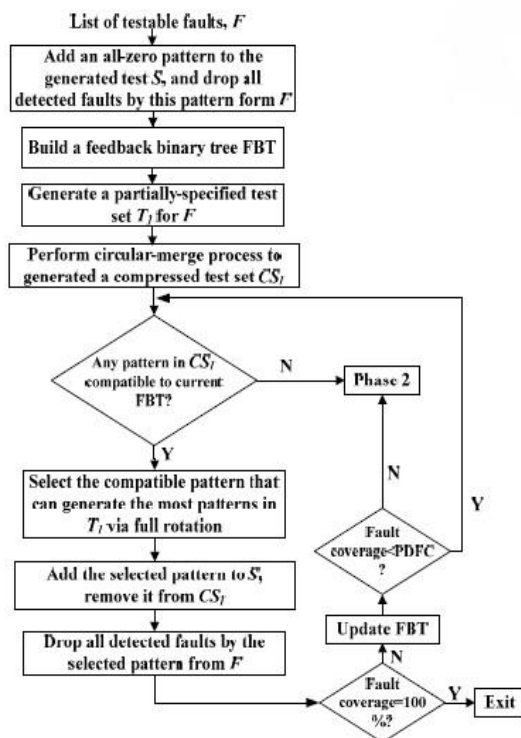 List of testable faults, F
Add an all-zero pattern to the
generated test S, and drop all
detected faults by this pattern form F
Build a feedback binary tree FBT
Generate a partially-specified test
set T1 for F
Perform circular-merge process to
generated a compressed test set CS1
Any pattern in CS1
compatible to current
FBT?
N
Phase 2
Y
Select the compatible pattern that
can generate the most patterns in
T1 via full rotation
Add the selected pattern to S,
remove it from CS1
Drop all detected faults by the
selected pattern from F
N
Y
Fault
coverage<PDFC
?
Update FBT
N
Fault
coverage=100
%?
Y
Exit